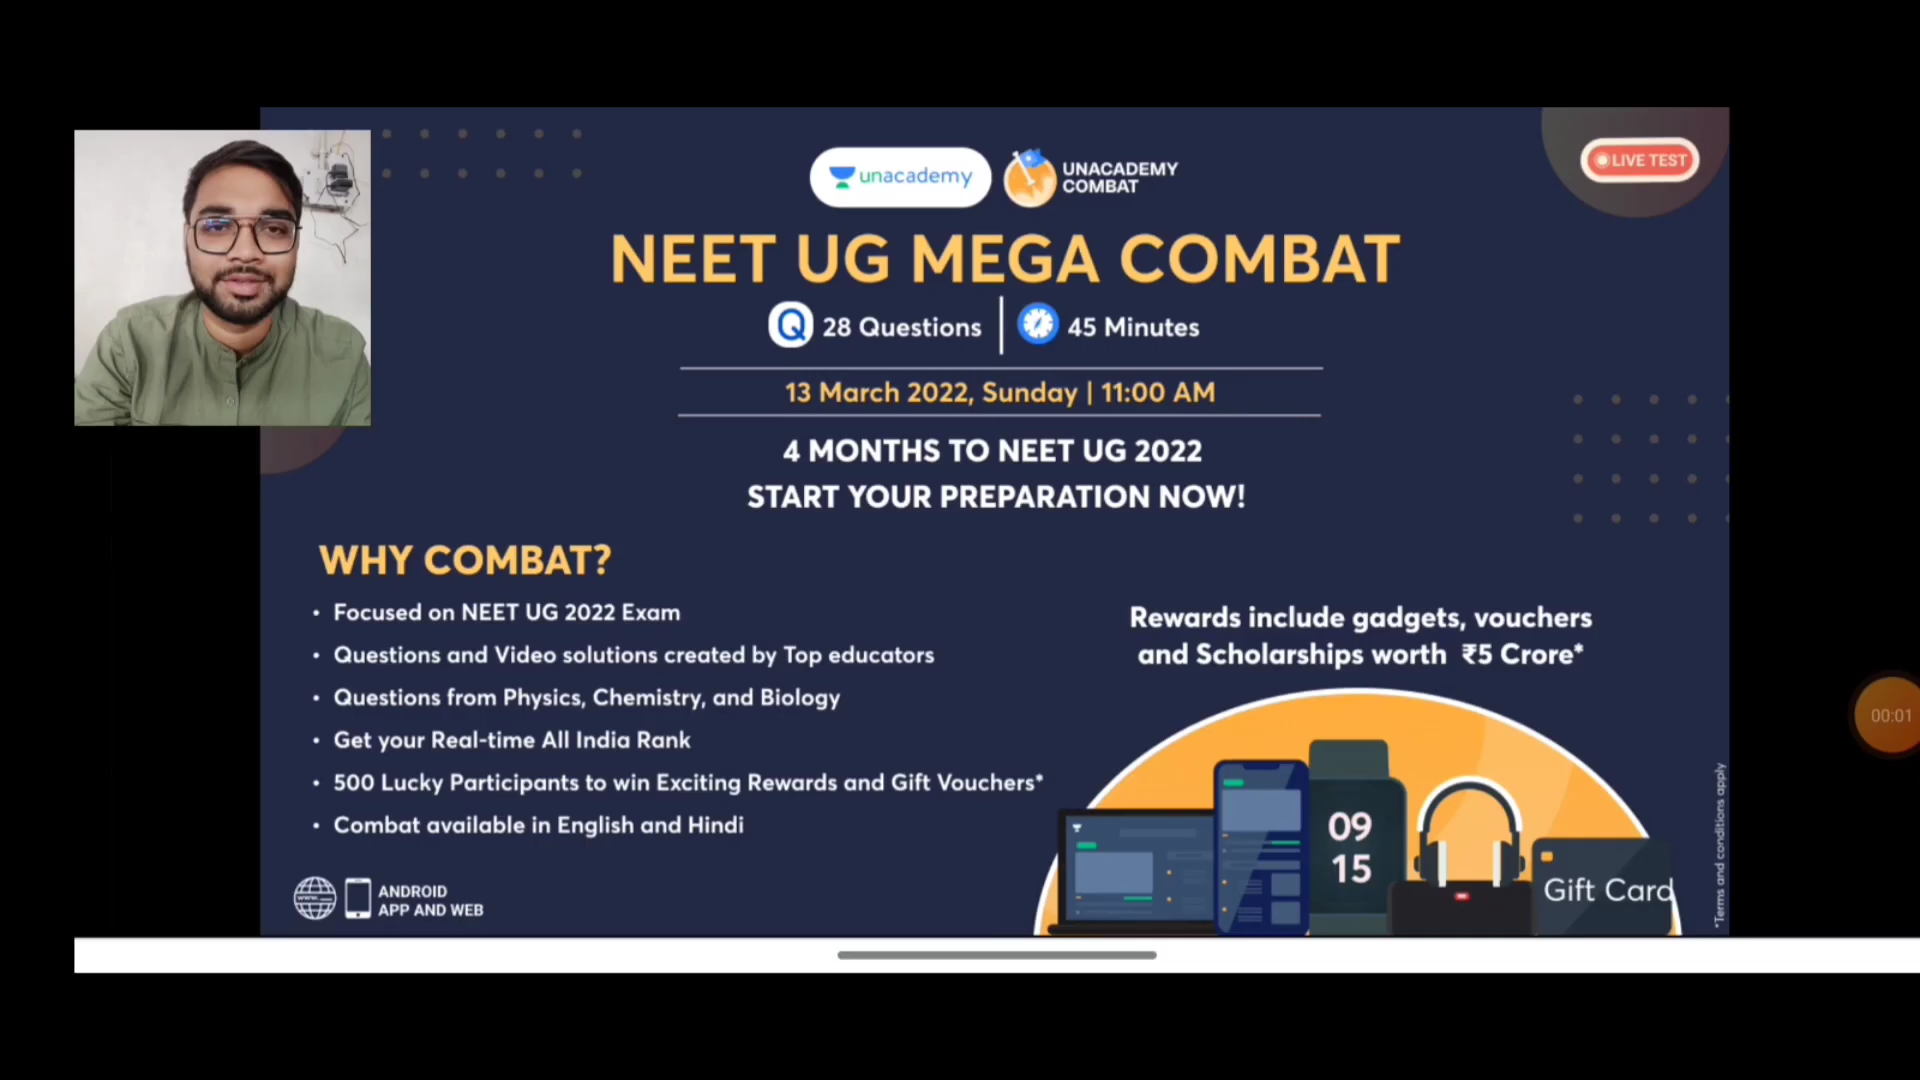 unacademy
UNACADEMY
COMBAT
LIVE TEST
NEET UG MEGA COMBAT
Q 28 Questions
45 Minutes
13 March 2022, Sunday | 11:00 AM
4 MONTHS TO NEET UG 2022
START YOUR PREPARATION NOW!
WHY COMBAT?
• Focused on NEET UG 2022 Exam
• Questions and Video solutions created by Top educators
• Questions from Physics, Chemistry, and Biology
• Get your Real-time All India Rank
• 500 Lucky Participants to win Exciting Rewards and Gift Vouchers*
• Combat available in English and Hindi
Rewards include gadgets, vouchers
and Scholarships worth ₹5 Crore*
00:01
09
15
Gift Card
*Terms and conditions apply
www.
ANDROID
APP AND WEB